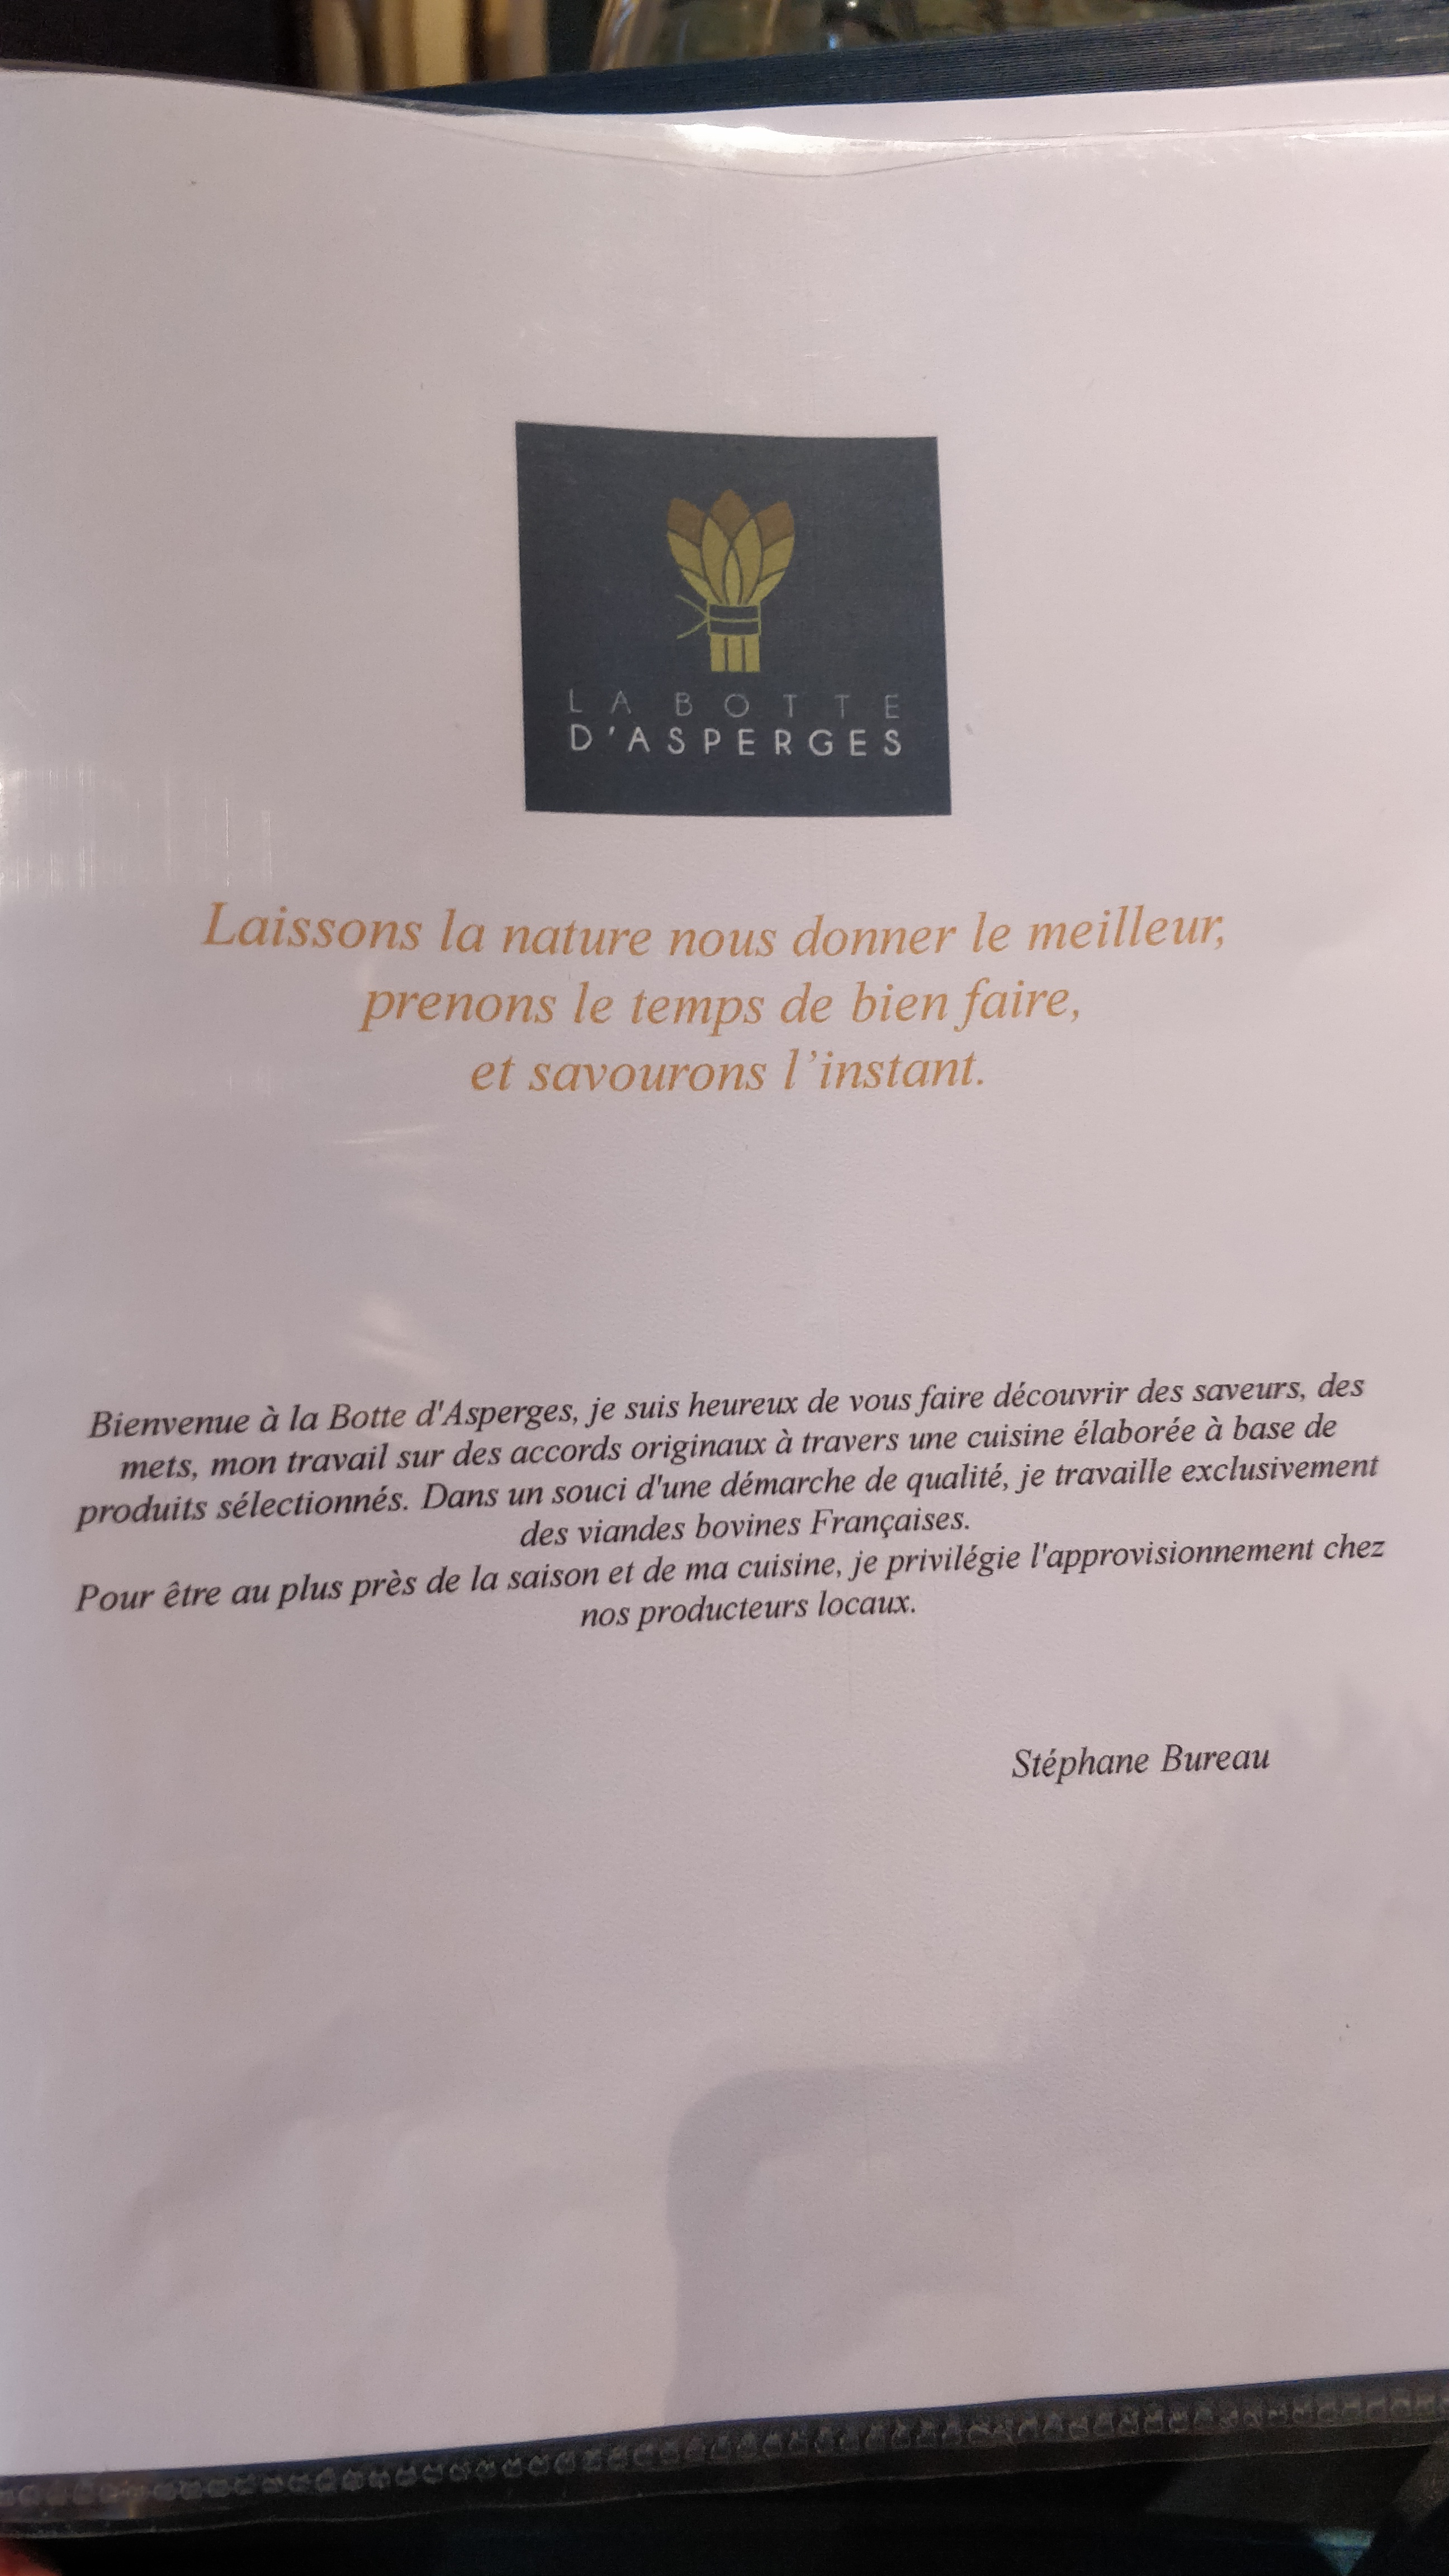 LA BOTTE
D'ASPERGES
Laissons la nature nous donner le meilleur,
prenons le temps de bien faire,
et savourons l'instant.
Bienvenue à la Botte d'Asperges, je suis heureux de vous faire découvrir des saveurs, des
mets, mon travail sur des accords originaux à travers une cuisine élaborée à base de
produits sélectionnés. Dans un souci d'une démarche de qualité, je travaille exclusivement
des viandes bovines Françaises.
Pour être au plus près de la saison et de ma cuisine, je privilégie l'approvisionnement chez
nos producteurs locaux.
Stéphane Bureau